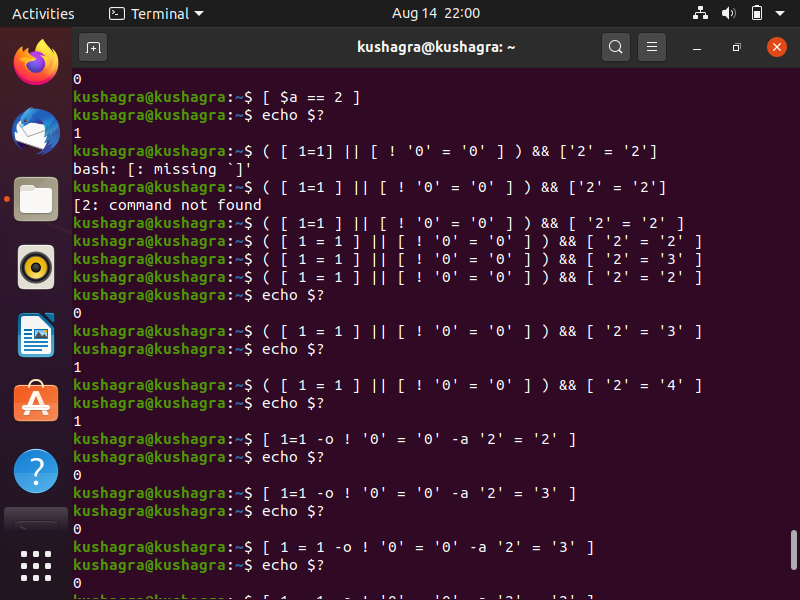 Activities Terminal Aug 14 22:00
kushagra@kushagra: ~
0
kushagra@kushagra:~$ [ $a == 2 ]
kushagra@kushagra:~$ echo $?
1
kushagra@kushagra:~$ ( [ 1=1] || [ ! '0' = '0' ] ) && ['2' = '2']
bash: [: missing `]'
kushagra@kushagra:~$ ( [ 1=1 ] || [ ! '0' = '0' ] ) && ['2' = '2']
[2: command not found
kushagra@kushagra:~$ ( [ 1=1 ] || [ ! '0' = '0' ] ) && [ '2' = '2' ]
kushagra@kushagra:~$ ( [ 1 = 1 ] || [ ! '0' = '0' ] ) && [ '2' = '2' ]
kushagra@kushagra:~$ ( [ 1 = 1 ] || [ ! '0' = '0' ] ) && [ '2' = '3' ]
kushagra@kushagra:~$ ( [ 1 = 1 ] || [ ! '0' = '0' ] ) && [ '2' = '2' ]
kushagra@kushagra:~$ echo $?
0
kushagra@kushagra:~$ ( [ 1 = 1 ] || [ ! '0' = '0' ] ) && [ '2' = '3' ]
kushagra@kushagra:~$ echo $?
1
kushagra@kushagra:~$ ( [ 1 = 1 ] || [ ! '0' = '0' ] ) && [ '2' = '4' ]
kushagra@kushagra:~$ echo $?
1
kushagra@kushagra:~$ [ 1=1 -o ! '0' = '0' -a '2' = '2' ]
kushagra@kushagra:~$ echo $?
0
kushagra@kushagra:~$ [ 1=1 -o ! '0' = '0' -a '2' = '3' ]
kushagra@kushagra:~$ echo $?
0
kushagra@kushagra:~$ [ 1 = 1 -o ! '0' = '0' -a '2' = '3' ]
kushagra@kushagra:~$ echo $?
0